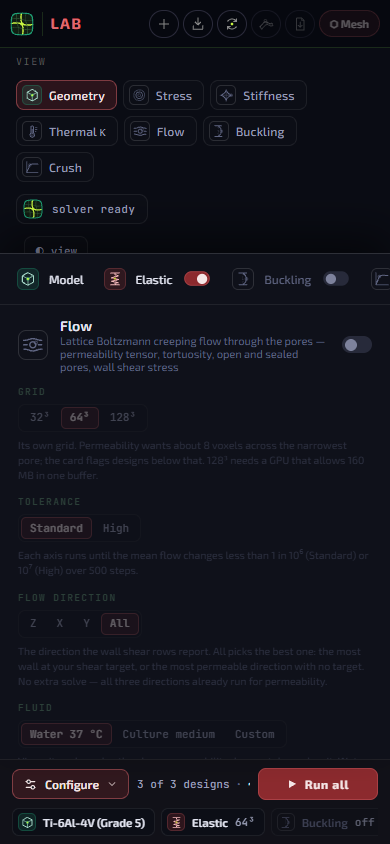 LAB
Mesh
VIEW
Geometry
Stress
Stiffness
Thermal κ
Flow
Buckling
Crush
solver ready
view
Model
Elastic
Buckling
Flow
Lattice Boltzmann creeping flow through the pores —
permeability tensor, tortuosity, open and sealed
pores, wall shear stress
GRID
32³
64³
128³
Its own grid. Permeability wants about 8 voxels across the narrowest
pore; the card flags designs below that. 128³ needs a GPU that allows 160
MB in one buffer.
TOLERANCE
Standard
High
Each axis runs until the mean flow changes less than 1 in 10⁵ (Standard) or
10⁷ (High) over 500 steps.
FLOW DIRECTION
Z
X
Y
All
The direction the wall shear rows report. All picks the best one: the most
wall at your shear target, or the most permeable direction with no target.
No extra solve — all three directions already run for permeability.
FLUID
Water 37 °C
Culture medium
Custom
Configure
3 of 3 designs ·
Run all
Ti-6Al-4V (Grade 5)
Elastic 64³
Buckling off